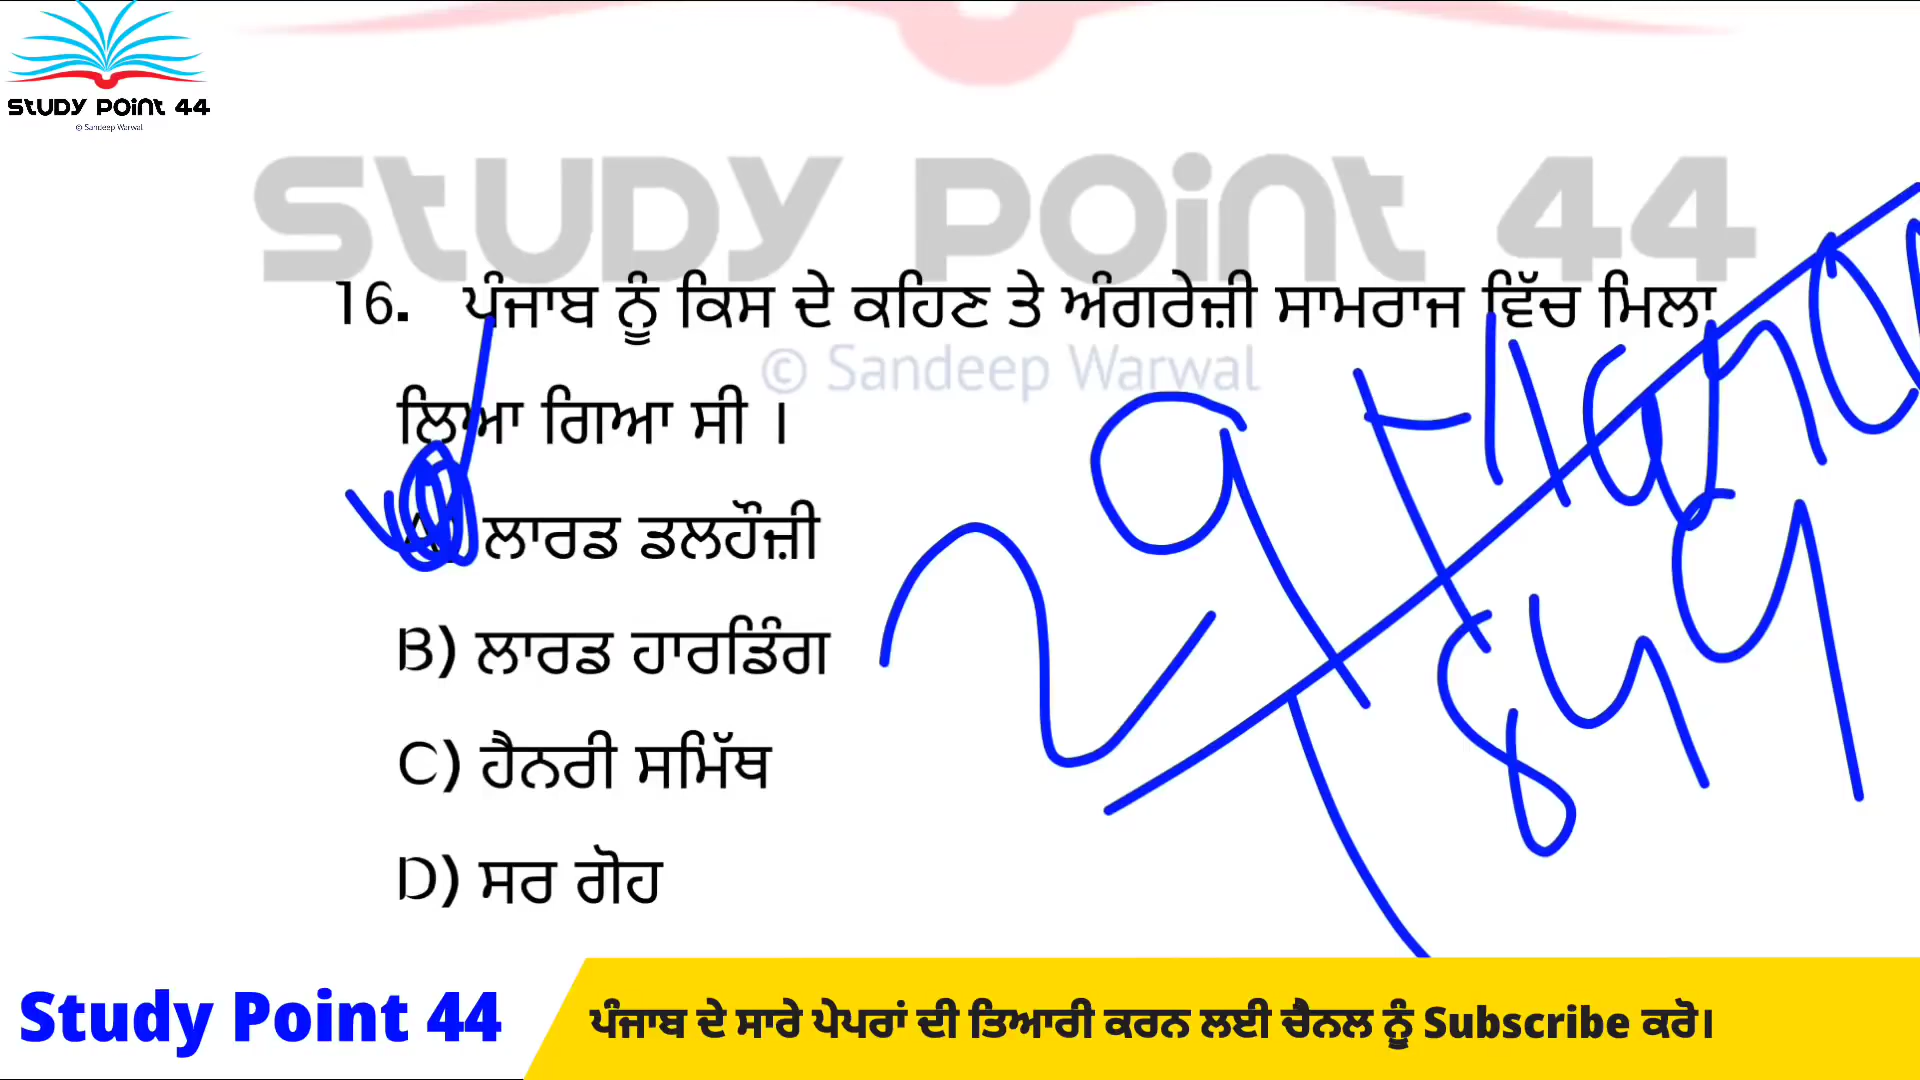 STUDY POINT 44
© Sandeep Warwal
STUDY POINT 44
16. ਪੰਜਾਬ ਨੂੰ ਕਿਸ ਦੇ ਕਹਿਣ ਤੇ ਅੰਗਰੇਜ਼ੀ ਸਾਮਰਾਜ ਵਿੱਚ ਮਿਲਾ
© Sandeep Warwal
ਲਿਆ ਗਿਆ ਸੀ ।
A) ਲਾਰਡ ਡਲਹੌਜ਼ੀ
B) ਲਾਰਡ ਹਾਰਡਿੰਗ
C) ਹੈਨਰੀ ਸਮਿੱਥ
D) ਸਰ ਗੋਹ
29
1849
Study Point 44
ਪੰਜਾਬ ਦੇ ਸਾਰੇ ਪੇਪਰਾਂ ਦੀ ਤਿਆਰੀ ਕਰਨ ਲਈ ਚੈਨਲ ਨੂੰ Subscribe ਕਰੋ।